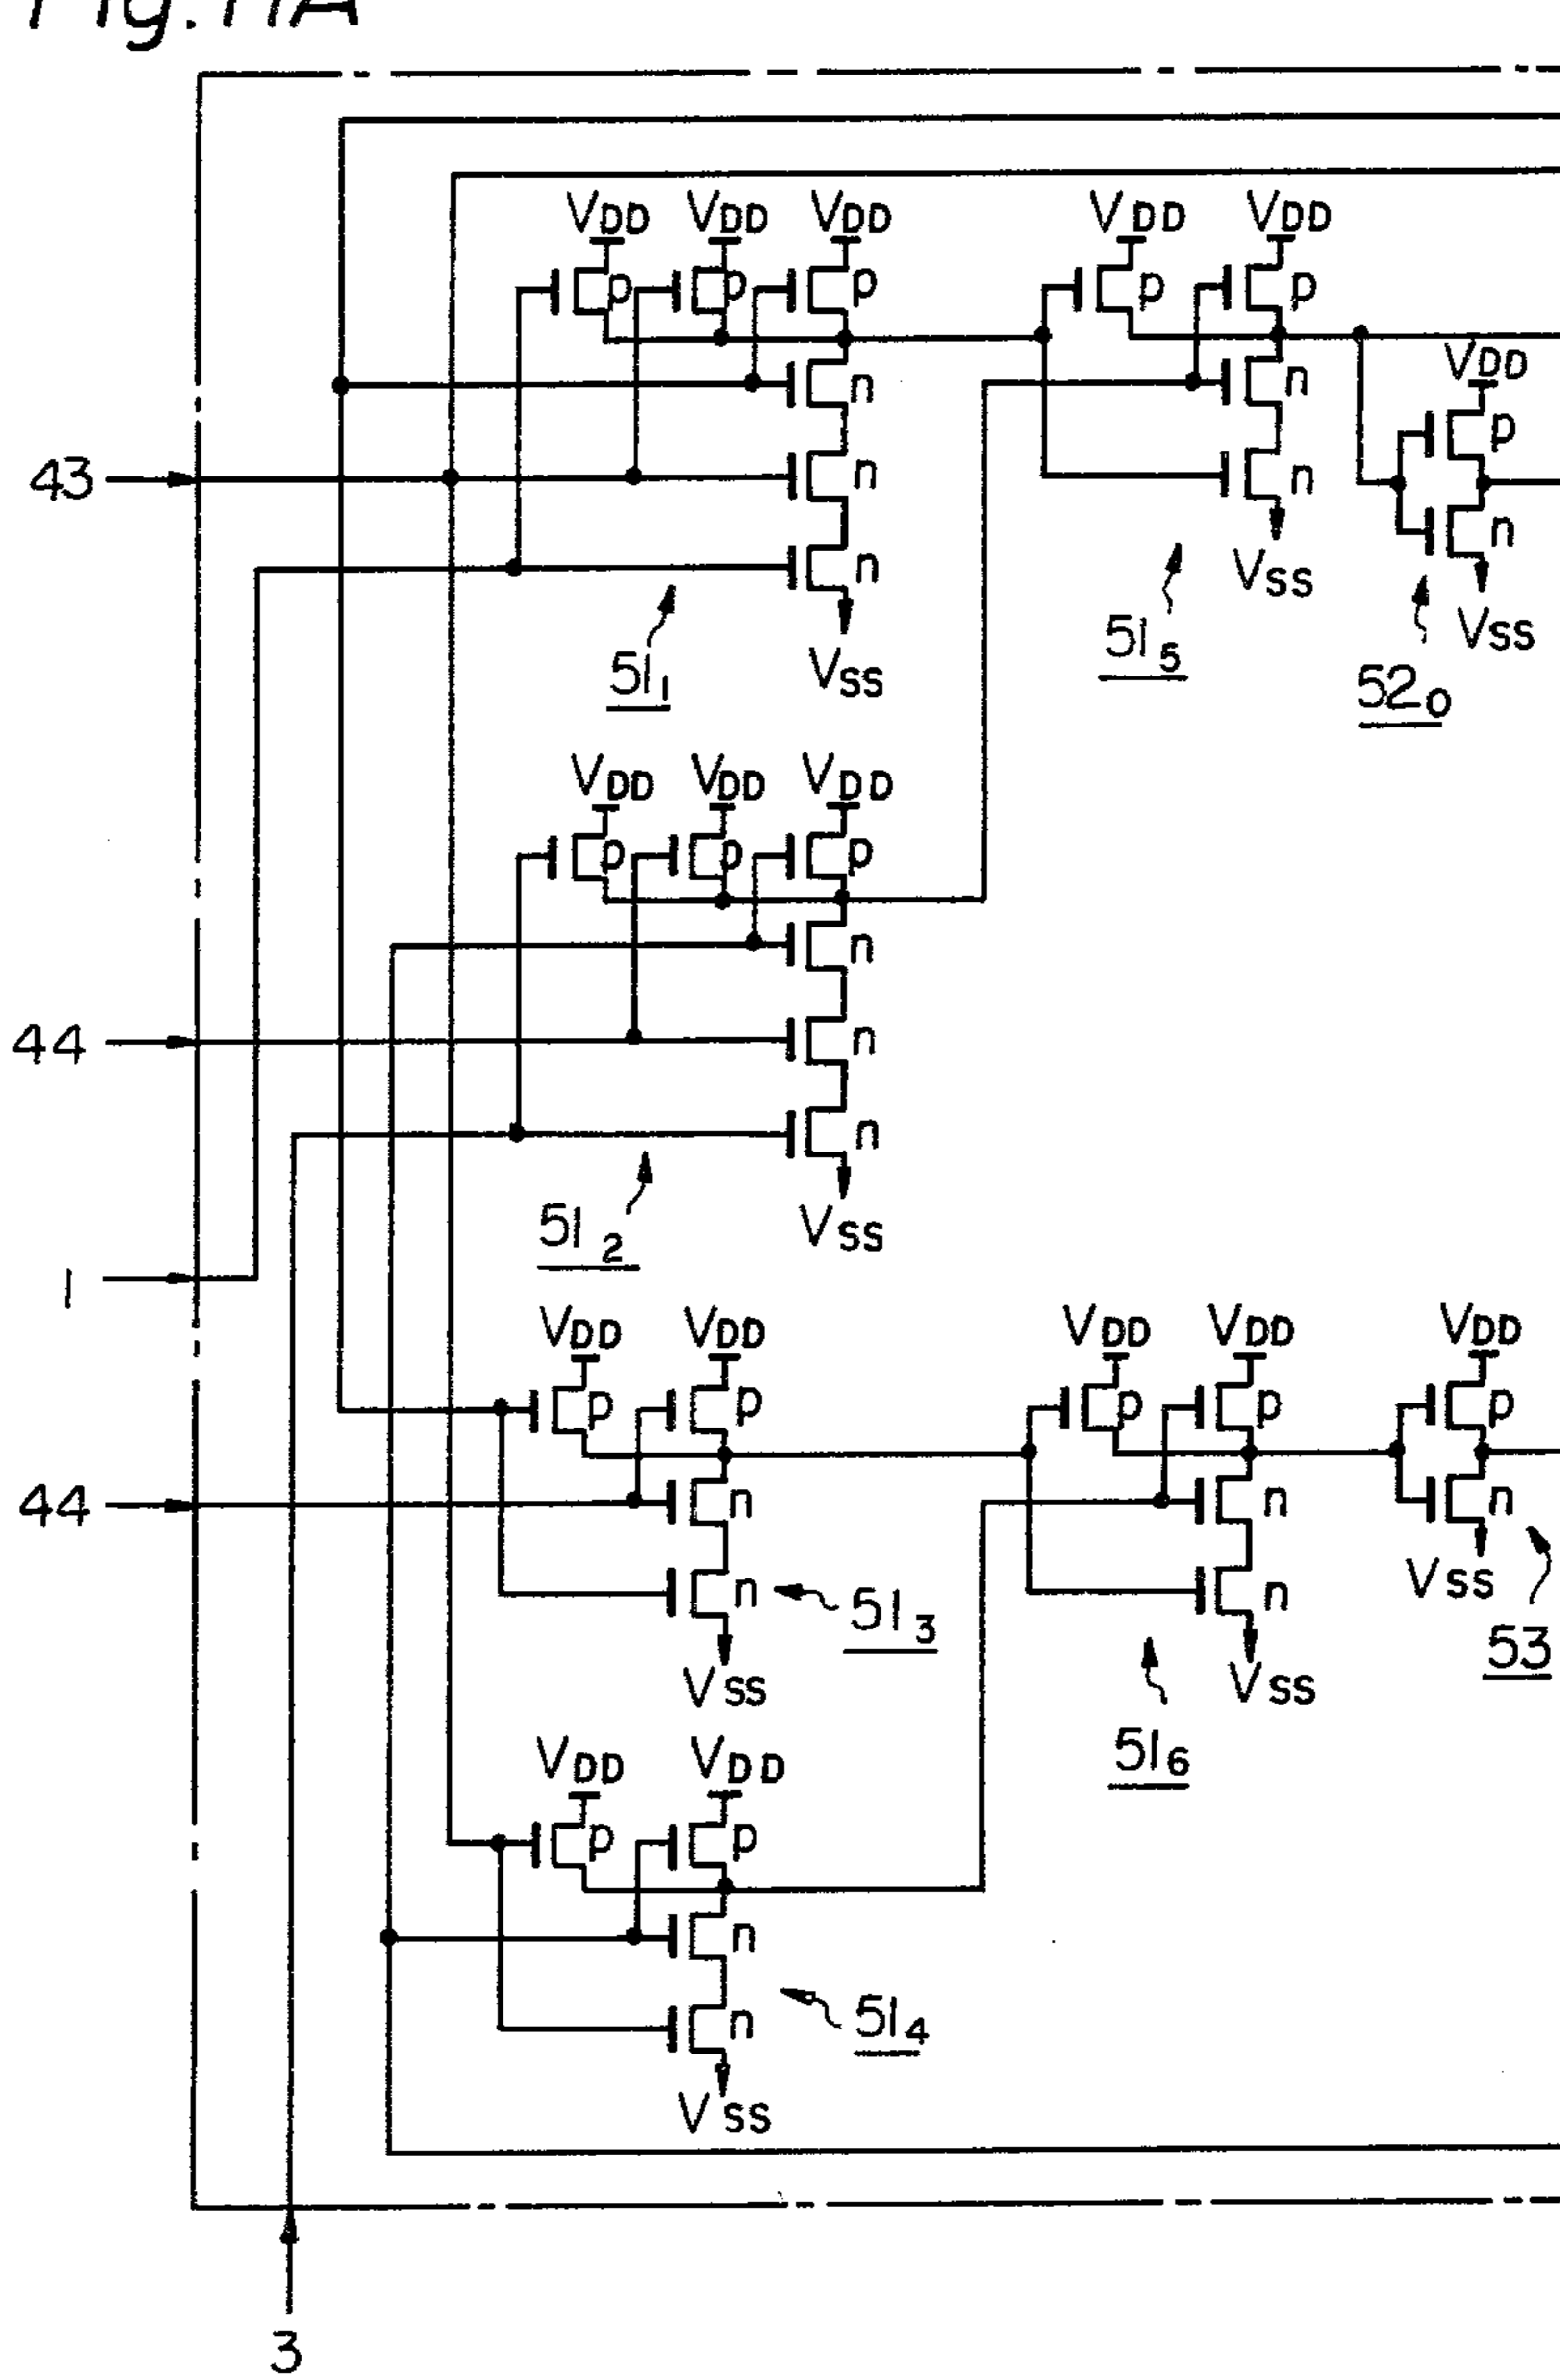 Fig. 11A
VDD VDD VDD VDD VDD
p p p p p
VDD
n n p
43 n n n
n VSS VSS
51₁ VSS 51₅ 52₀
VDD VDD VDD
p p p
n
44 n
n
51₂ VSS
1
VDD VDD VDD VDD VDD
p p p p p
44 n n n
n 51₃ n VSS
VSS 51₆ VSS 53
VDD VDD
p p
n
n 51₄
VSS
3